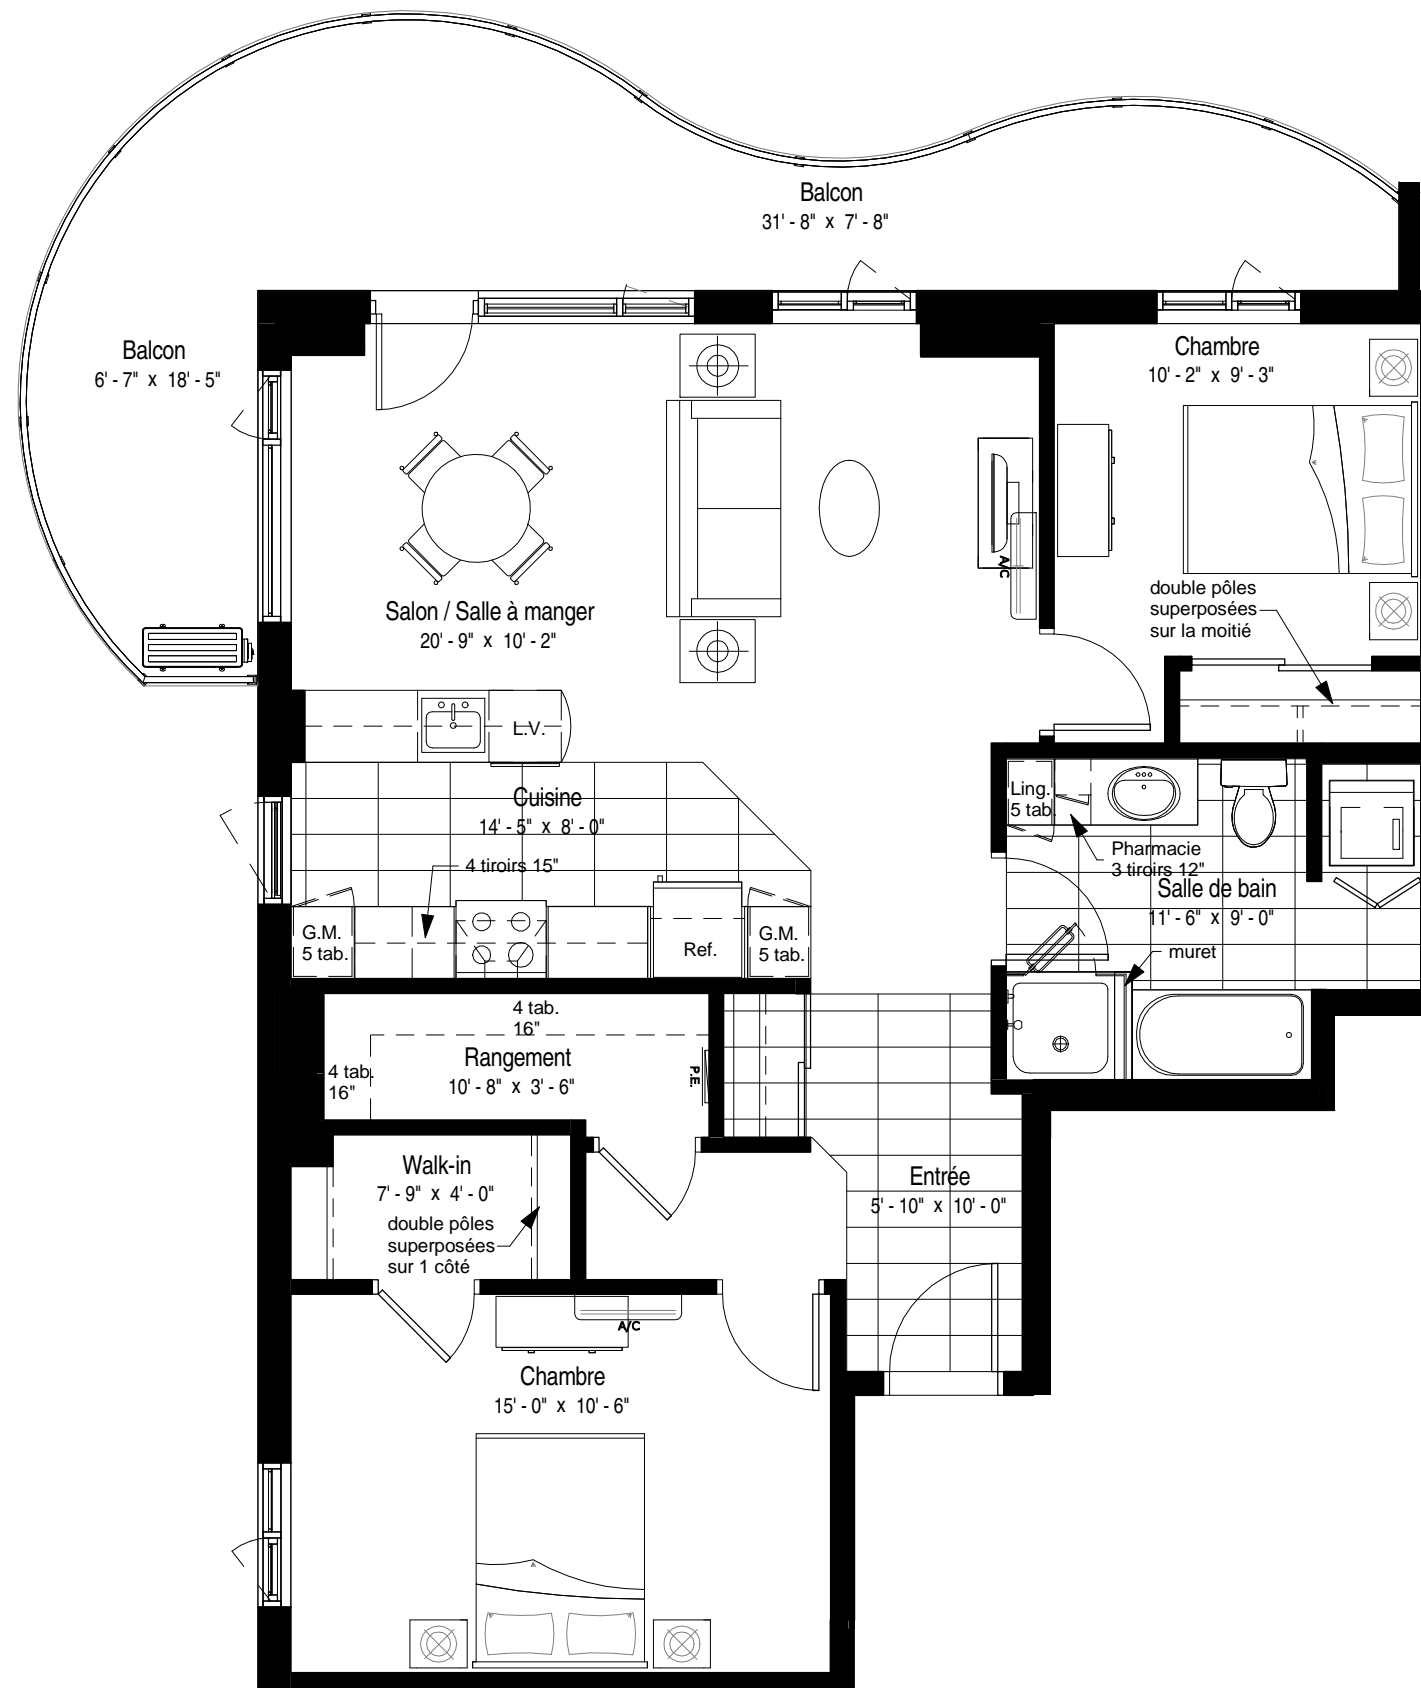 Balcon
31' - 8" x 7' - 8"
Balcon
6' - 7" x 18' - 5"
Chambre
10' - 2" x 9' - 3"
A/C
double pôles
superposées
sur la moitié
Salon / Salle à manger
20' - 9" x 10' - 2"
L.V.
Cuisine
14' - 5" x 8' - 0"
4 tiroirs 15"
Ling.
5 tab.
Pharmacie
3 tiroirs 12"
Salle de bain
11' - 6" x 9' - 0"
muret
G.M.
5 tab.
Ref.
G.M.
5 tab.
4 tab.
16"
Rangement
10' - 8" x 3' - 6"
4 tab.
16"
P.E.
Walk-in
7' - 9" x 4' - 0"
double pôles
superposées
sur 1 côté
Entrée
5' - 10" x 10' - 0"
A/C
Chambre
15' - 0" x 10' - 6"